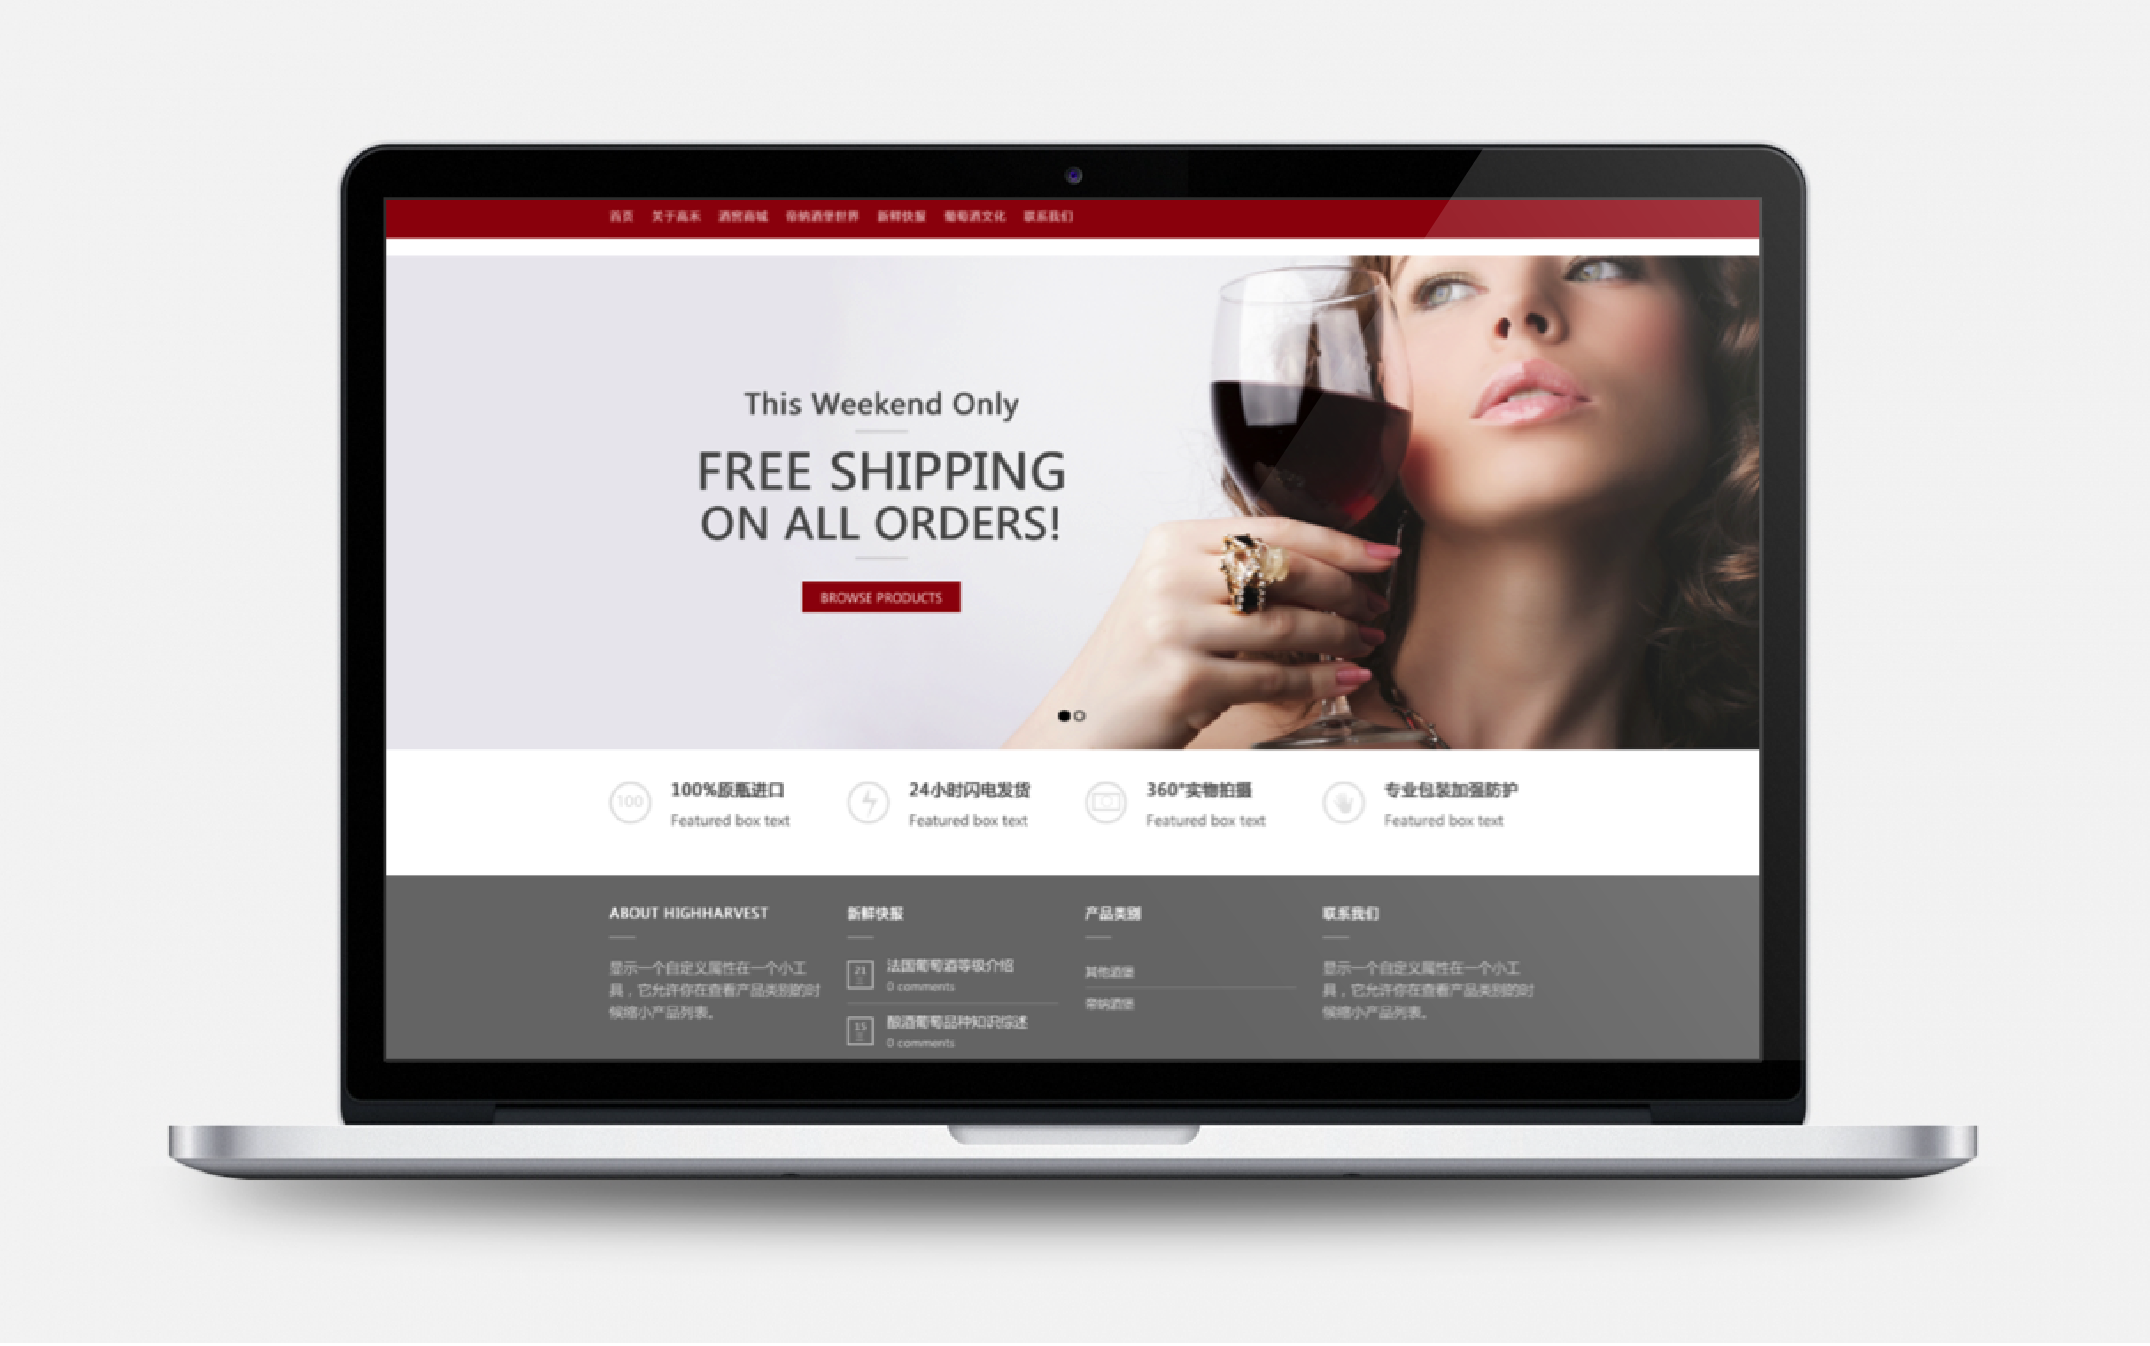 首页 关于高禾 酒窖商城 帝纳酒堡世界 新鲜快报 葡萄酒文化 联系我们
This Weekend Only
FREE SHIPPING
ON ALL ORDERS!
BROWSE PRODUCTS
100
100%原瓶进口
Featured box text
24小时闪电发货
Featured box text
360°实物拍摄
Featured box text
专业包装加强防护
Featured box text
ABOUT HIGHHARVEST
显示一个自定义属性在一个小工
具，它允许你在查看产品类别的时
候缩小产品列表。
新鲜快报
21
法国葡萄酒等级介绍
0 comments
15
酿酒葡萄品种知识综述
0 comments
产品类别
其他酒堡
帝纳酒堡
联系我们
显示一个自定义属性在一个小工
具，它允许你在查看产品类别的时
候缩小产品列表。